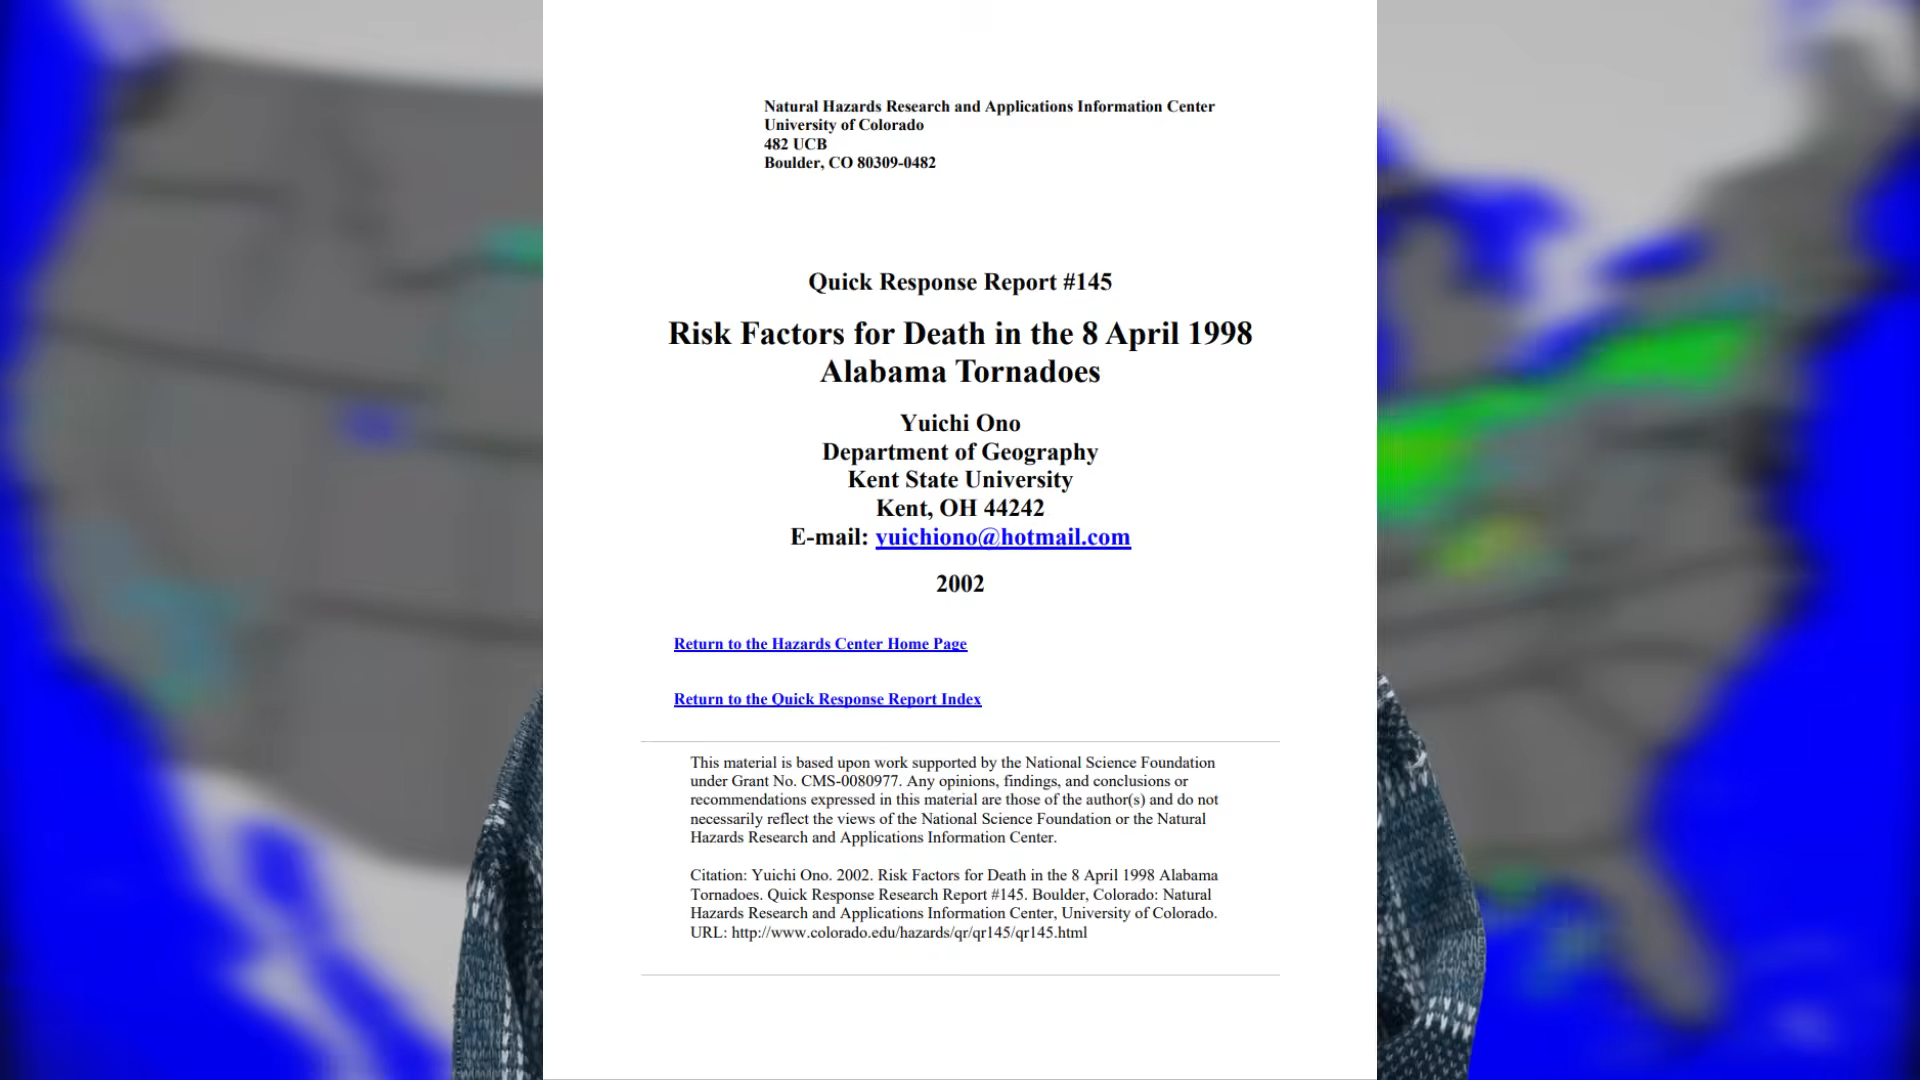 Natural Hazards Research and Applications Information Center
University of Colorado
482 UCB
Boulder, CO 80309-0482
Quick Response Report #145
Risk Factors for Death in the 8 April 1998
Alabama Tornadoes
Yuichi Ono
Department of Geography
Kent State University
Kent, OH 44242
E-mail: yuichiono@hotmail.com
2002
Return to the Hazards Center Home Page
Return to the Quick Response Report Index
This material is based upon work supported by the National Science Foundation
under Grant No. CMS-0080977. Any opinions, findings, and conclusions or
recommendations expressed in this material are those of the author(s) and do not
necessarily reflect the views of the National Science Foundation or the Natural
Hazards Research and Applications Information Center.
Citation: Yuichi Ono. 2002. Risk Factors for Death in the 8 April 1998 Alabama
Tornadoes. Quick Response Research Report #145. Boulder, Colorado: Natural
Hazards Research and Applications Information Center, University of Colorado.
URL: http://www.colorado.edu/hazards/qr/qr145/qr145.html